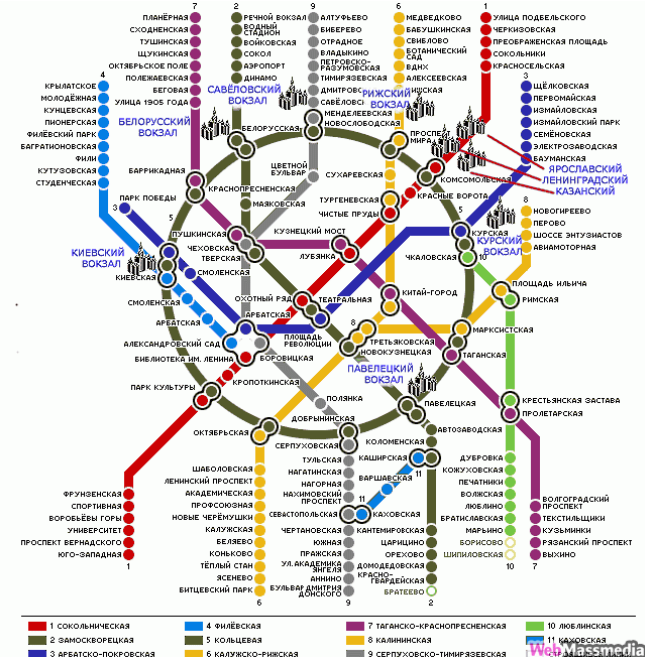 7
2
9
6
1
ПЛАНЁРНАЯ
СХОДНЕНСКАЯ
ТУШИНСКАЯ
ЩУКИНСКАЯ
ОКТЯБРЬСКОЕ ПОЛЕ
ПОЛЕЖАЕВСКАЯ
БЕГОВАЯ
УЛИЦА 1905 ГОДА
РЕЧНОЙ ВОКЗАЛ
ВОДНЫЙ
СТАДИОН
ВОЙКОВСКАЯ
СОКОЛ
АЭРОПОРТ
ДИНАМО
САВЁЛОВСКИЙ
ВОКЗАЛ
АЛТУФЬЕВО
БИБИРЕВО
ОТРАДНОЕ
ВЛАДЫКИНО
ПЕТРОВСКО-
РАЗУМОВСКАЯ
ТИМИРЯЗЕВСКАЯ
МЕНДЕЛЕЕВСКАЯ
НОВОСЛОБОДСКАЯ
МЕДВЕДКОВО
БАБУШКИНСКАЯ
СВИБЛОВО
БОТАНИЧЕСКИЙ
САД
ВДНХ
АЛЕКСЕЕВСКАЯ
РИЖСКИЙ
ВОКЗАЛ
ПРОСПЕКТ
МИРА
УЛИЦА ПОДБЕЛЬСКОГО
ЧЕРКИЗОВСКАЯ
ПРЕОБРАЖЕНСКАЯ ПЛОЩАДЬ
СОКОЛЬНИКИ
КРАСНОСЕЛЬСКАЯ
4
КРЫЛАТСКОЕ
МОЛОДЁЖНАЯ
КУНЦЕВСКАЯ
ПИОНЕРСКАЯ
ФИЛЁВСКИЙ ПАРК
БАГРАТИОНОВСКАЯ
ФИЛИ
КУТУЗОВСКАЯ
СТУДЕНЧЕСКАЯ
3
ЩЁЛКОВСКАЯ
ПЕРВОМАЙСКАЯ
ИЗМАЙЛОВСКАЯ
ИЗМАЙЛОВСКИЙ ПАРК
СЕМЁНОВСКАЯ
ЭЛЕКТРОЗАВОДСКАЯ
БАУМАНСКАЯ
ЯРОСЛАВСКИЙ
ЛЕНИНГРАДСКИЙ
КАЗАНСКИЙ
БЕЛОРУССКИЙ
ВОКЗАЛ
БЕЛОРУССКАЯ
БАРРИКАДНАЯ
КРАСНОПРЕСНЕНСКАЯ
МАЯКОВСКАЯ
ЦВЕТНОЙ
БУЛЬВАР
СУХАРЕВСКАЯ
ТУРГЕНЕВСКАЯ
ЧИСТЫЕ ПРУДЫ
КРАСНЫЕ ВОРОТА
3
ПАРК ПОБЕДЫ
5
ПУШКИНСКАЯ
ЧЕХОВСКАЯ
ТВЕРСКАЯ
КУЗНЕЦКИЙ МОСТ
ЛУБЯНКА
5
КУРСКАЯ
КУРСКИЙ
ВОКЗАЛ
ЧКАЛОВСКАЯ
10
8
НОВОГИРЕЕВО
ПЕРОВО
ШОССЕ ЭНТУЗИАСТОВ
АВИАМОТОРНАЯ
КИЕВСКИЙ
ВОКЗАЛ
КИЕВСКАЯ
СМОЛЕНСКАЯ
СМОЛЕНСКАЯ
АРБАТСКАЯ
АРБАТСКАЯ
ОХОТНЫЙ РЯД
ТЕАТРАЛЬНАЯ
ПЛОЩАДЬ
РЕВОЛЮЦИИ
КИТАЙ-ГОРОД
ПЛОЩАДЬ ИЛЬИЧА
РИМСКАЯ
МАРКСИСТСКАЯ
ТАГАНСКАЯ
8
ТРЕТЬЯКОВСКАЯ
НОВОКУЗНЕЦКАЯ
АЛЕКСАНДРОВСКИЙ САД
БИБЛИОТЕКА ИМ. ЛЕНИНА
БОРОВИЦКАЯ
КРОПОТКИНСКАЯ
ПАРК КУЛЬТУРЫ
ПОЛЯНКА
ПАВЕЛЕЦКИЙ
ВОКЗАЛ
ПАВЕЛЕЦКАЯ
КРЕСТЬЯНСКАЯ ЗАСТАВА
ПРОЛЕТАРСКАЯ
ОКТЯБРЬСКАЯ
ДОБРЫНИНСКАЯ
СЕРПУХОВСКАЯ
АВТОЗАВОДСКАЯ
КОЛОМЕНСКАЯ
КАШИРСКАЯ
11
ВАРШАВСКАЯ
11
КАХОВСКАЯ
ШАБОЛОВСКАЯ
ЛЕНИНСКИЙ ПРОСПЕКТ
АКАДЕМИЧЕСКАЯ
ПРОФСОЮЗНАЯ
НОВЫЕ ЧЕРЁМУШКИ
КАЛУЖСКАЯ
БЕЛЯЕВО
КОНЬКОВО
ТЁПЛЫЙ СТАН
ЯСЕНЕВО
БИТЦЕВСКИЙ ПАРК
6
ТУЛЬСКАЯ
НАГАТИНСКАЯ
НАГОРНАЯ
НАХИМОВСКИЙ
ПРОСПЕКТ
СЕВАСТОПОЛЬСКАЯ
ЧЕРТАНОВСКАЯ
ЮЖНАЯ
ПРАЖСКАЯ
УЛ.АКАДЕМИКА
ЯНГЕЛЯ
АННИНО
БУЛЬВАР ДМИТРИЯ
ДОНСКОГО
9
КАНТЕМИРОВСКАЯ
ЦАРИЦИНО
ОРЕХОВО
ДОМОДЕДОВСКАЯ
КРАСНО-
ГВАРДЕЙСКАЯ
БРАТЕЕВО
2
ДУБРОВКА
КОЖУХОВСКАЯ
ПЕЧАТНИКИ
ВОЛЖСКАЯ
ЛЮБЛИНО
БРАТИСЛАВСКАЯ
МАРЬИНО
БОРИСОВО
ШИПИЛОВСКАЯ
10
ВОЛГОГРАДСКИЙ
ПРОСПЕКТ
ТЕКСТИЛЬЩИКИ
КУЗЬМИНКИ
РЯЗАНСКИЙ ПРОСПЕКТ
ВЫХИНО
7
ФРУНЗЕНСКАЯ
СПОРТИВНАЯ
ВОРОБЬЁВЫ ГОРЫ
УНИВЕРСИТЕТ
ПРОСПЕКТ ВЕРНАДСКОГО
ЮГО-ЗАПАДНАЯ
1
1 СОКОЛЬНИЧЕСКАЯ
2 ЗАМОСКВОРЕЦКАЯ
3 АРБАТСКО-ПОКРОВСКАЯ
4 ФИЛЁВСКАЯ
5 КОЛЬЦЕВАЯ
6 КАЛУЖСКО-РИЖСКАЯ
7 ТАГАНСКО-КРАСНОПРЕСНЕНСКАЯ
8 КАЛИНИНСКАЯ
9 СЕРПУХОВСКО-ТИМИРЯЗЕВСКАЯ
10 ЛЮБЛИНСКАЯ
11 КАХОВСКАЯ
WebMassmedia